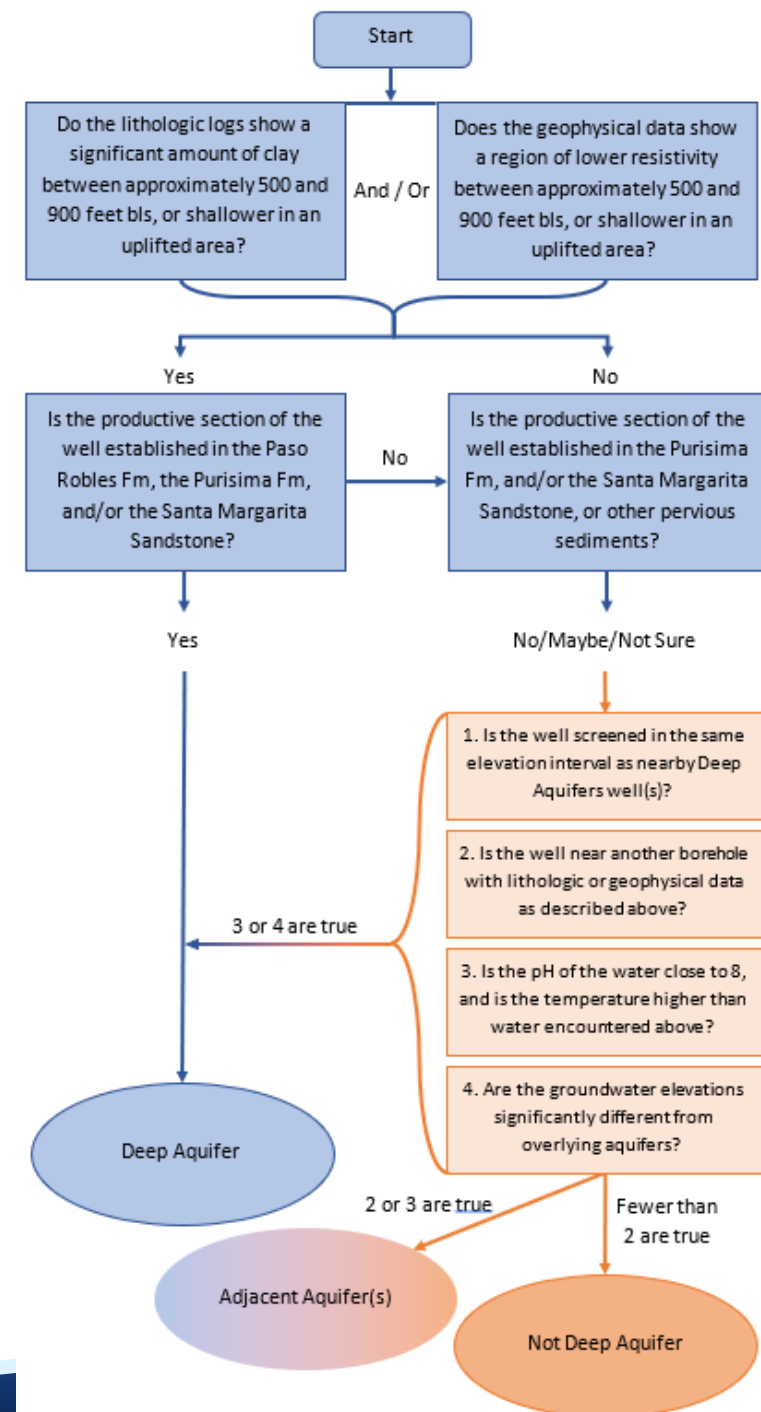 Start
Do the lithologic logs show a
significant amount of clay
between approximately 500 and
900 feet bls, or shallower in an
uplifted area?
And / Or
Does the geophysical data show
a region of lower resistivity
between approximately 500 and
900 feet bls, or shallower in an
uplifted area?
Yes
No
Is the productive section of the
well established in the Paso
Robles Fm, the Purisima Fm,
and/or the Santa Margarita
Sandstone?
No
Is the productive section of the
well established in the Purisima
Fm, and/or the Santa Margarita
Sandstone, or other pervious
sediments?
Yes
No/Maybe/Not Sure
1. Is the well screened in the same
elevation interval as nearby Deep
Aquifers well(s)?
2. Is the well near another borehole
with lithologic or geophysical data
as described above?
3 or 4 are true
3. Is the pH of the water close to 8,
and is the temperature higher than
water encountered above?
4. Are the groundwater elevations
significantly different from
overlying aquifers?
Deep Aquifer
2 or 3 are true
Fewer than
2 are true
Adjacent Aquifer(s)
Not Deep Aquifer